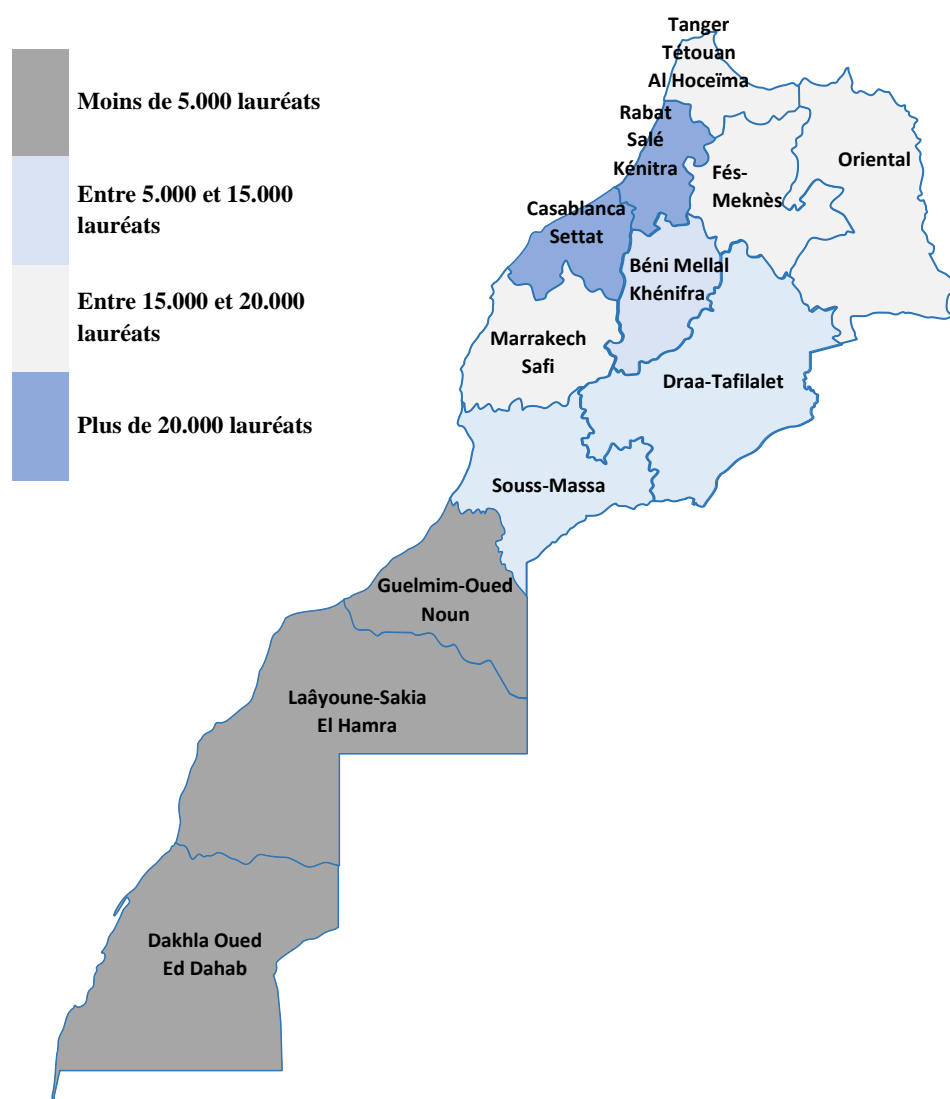 Moins de 5.000 lauréats
Entre 5.000 et 15.000
lauréats
Entre 15.000 et 20.000
lauréats
Plus de 20.000 lauréats
Tanger
Tétouan
Al Hoceïma
Rabat
Salé
Kénitra
Fés-
Meknès
Oriental
Casablanca
Settat
Béni Mellal
Khénifra
Marrakech
Safi
Draa-Tafilalet
Souss-Massa
Guelmim-Oued
Noun
Laâyoune-Sakia
El Hamra
Dakhla Oued
Ed Dahab